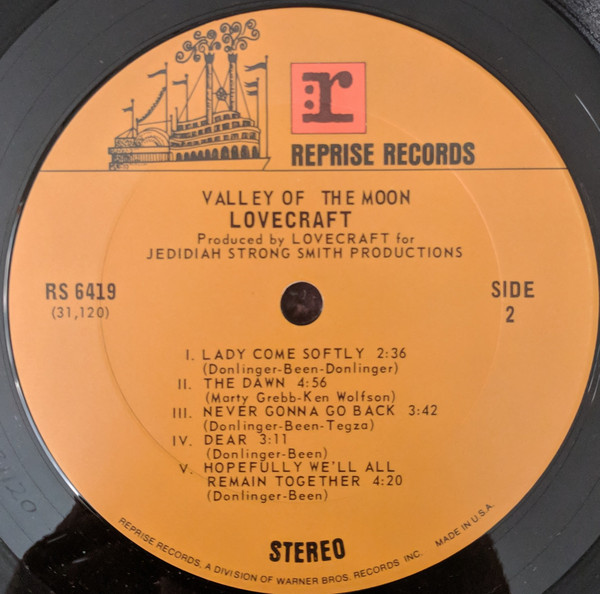 :r
REPRISE RECORDS
VALLEY OF THE MOON
LOVECRAFT
Produced by LOVECRAFT for
JEDIDIAH STRONG SMITH PRODUCTIONS
RS 6419
(31,120)
SIDE
2
I. LADY COME SOFTLY 2:36
(Donlinger-Been-Donlinger)
II. THE DAWN 4:56
(Marty Grebb-Ken Wolfson)
III. NEVER GONNA GO BACK 3:42
(Donlinger-Been-Tegza)
IV. DEAR 3:11
(Donlinger-Been)
V. HOPEFULLY WE'LL ALL
REMAIN TOGETHER 4:20
(Donlinger-Been)
STEREO
REPRISE RECORDS, A DIVISION OF WARNER BROS. RECORDS INC. MADE IN U.S.A.